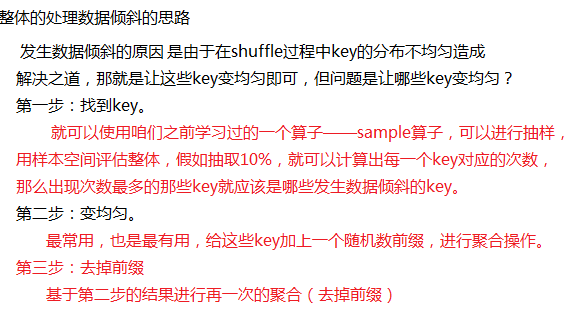 整体的处理数据倾斜的思路
发生数据倾斜的原因 是由于在shuffle过程中key的分布不均匀造成
解决之道，那就是让这些key变均匀即可，但问题是让哪些key变均匀？
第一步：找到key。
就可以使用咱们之前学习过的一个算子——sample算子，可以进行抽样，
用样本空间评估整体，假如抽取10%，就可以计算出每一个key对应的次数，
那么出现次数最多的那些key就应该是哪些发生数据倾斜的key。
第二步：变均匀。
最常用，也是最有用，给这些key加上一个随机数前缀，进行聚合操作。
第三步：去掉前缀
基于第二步的结果进行再一次的聚合（去掉前缀）